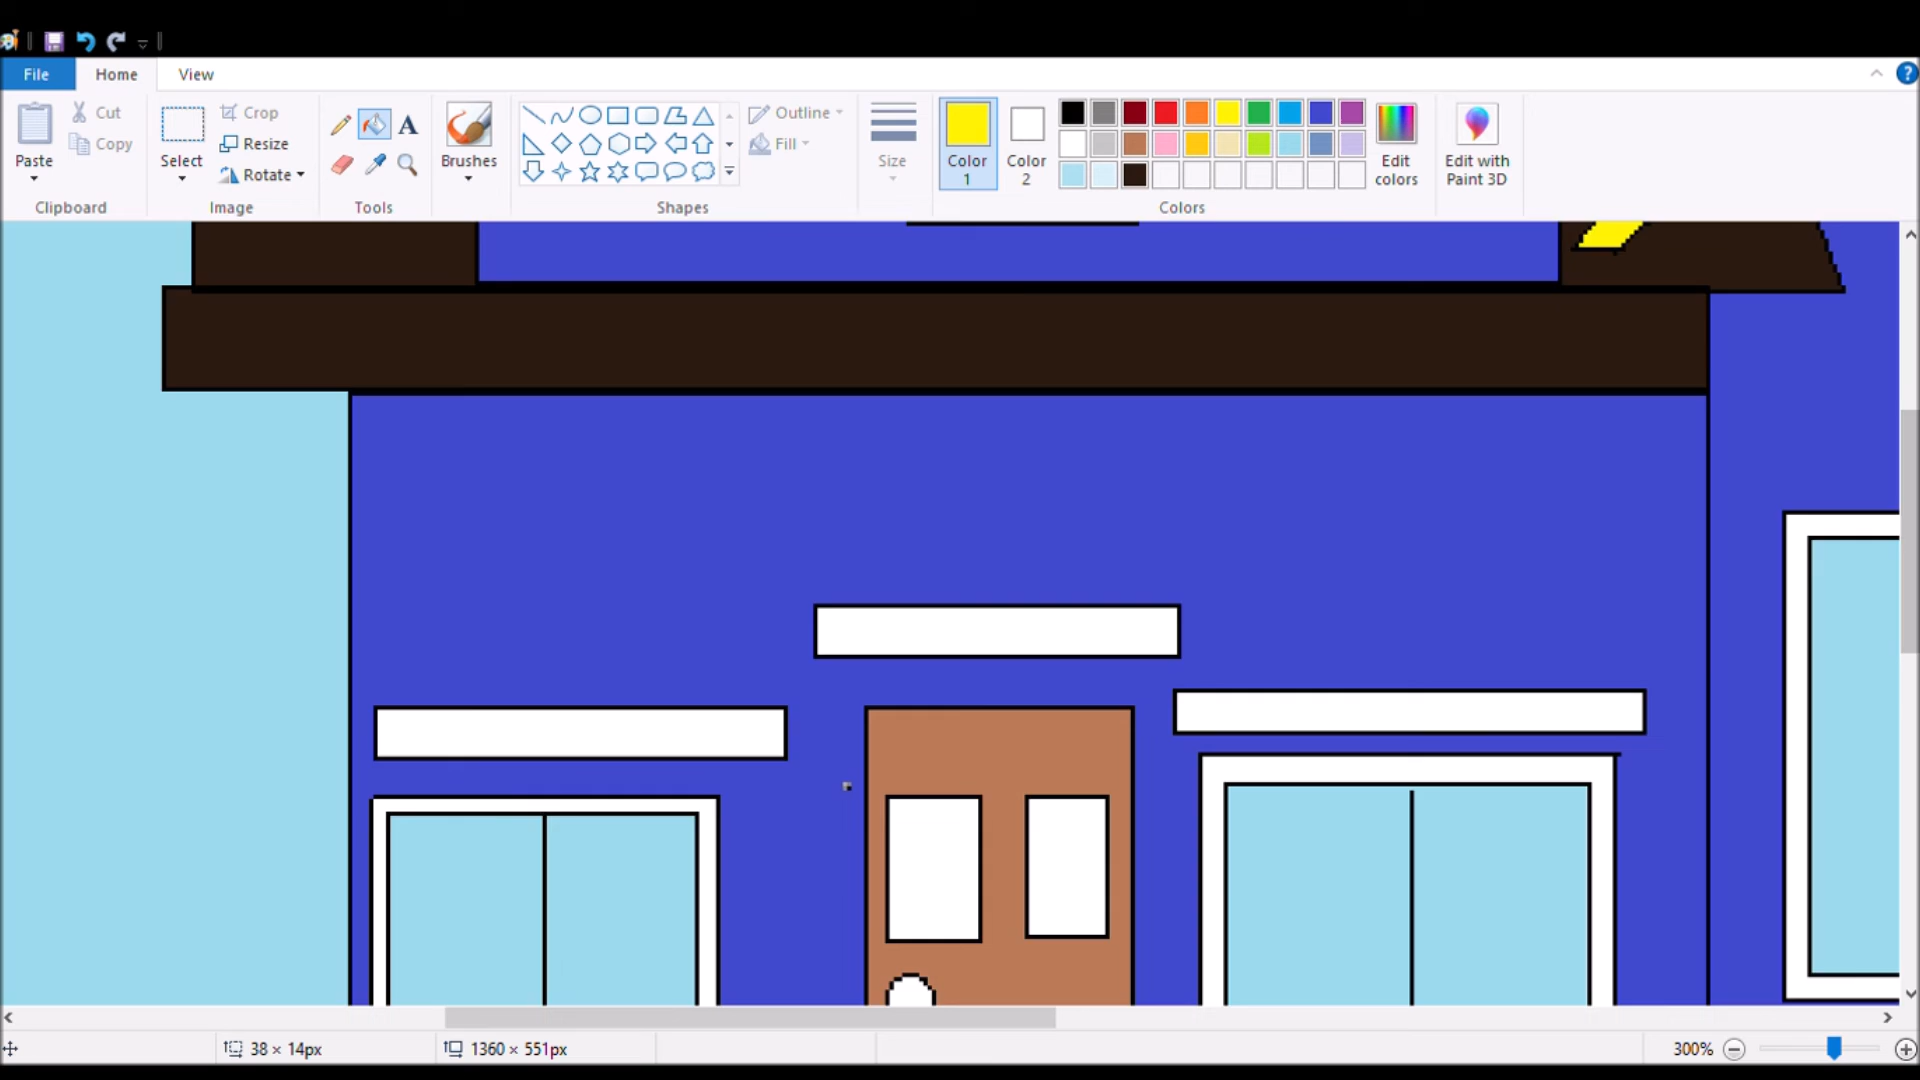 File Home View
Paste Cut Copy Clipboard
Select Crop Resize Rotate Image
A
Tools
Brushes
Shapes
Outline Fill
Size
Color 1
Color 2
Edit colors
Colors
Edit with Paint 3D
?
38 × 14px
1360 × 551px
300%